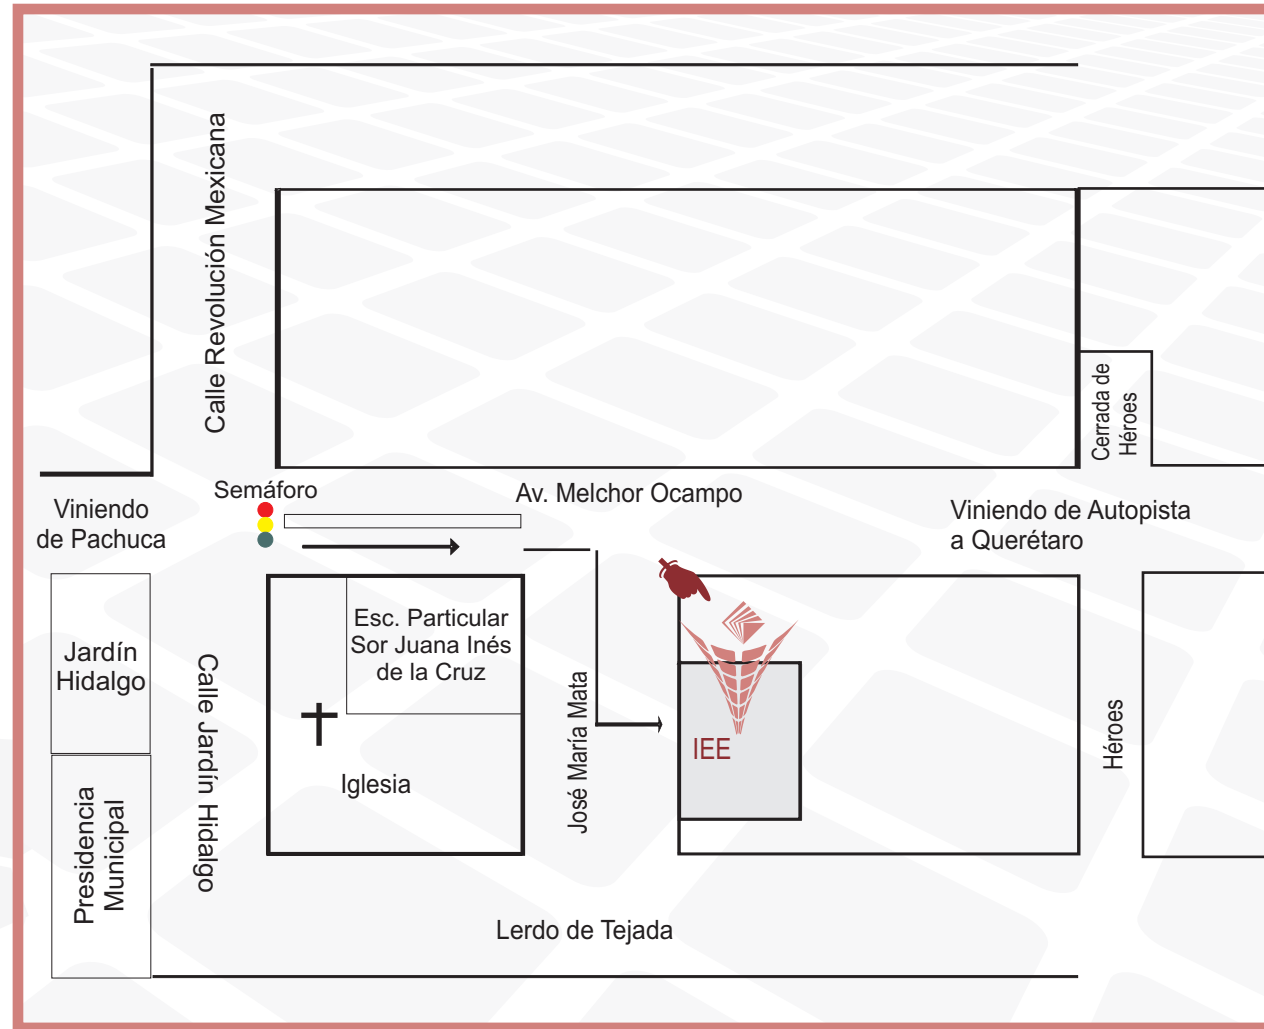 Calle Revolución Mexicana
Cerrada de
Héroes
Semáforo
Av. Melchor Ocampo
Viniendo
de Pachuca
Viniendo de Autopista
a Querétaro
Jardín
Hidalgo
Calle Jardín Hidalgo
Esc. Particular
Sor Juana Inés
de la Cruz
Iglesia
José María Mata
IEE
Héroes
Presidencia
Municipal
Lerdo de Tejada